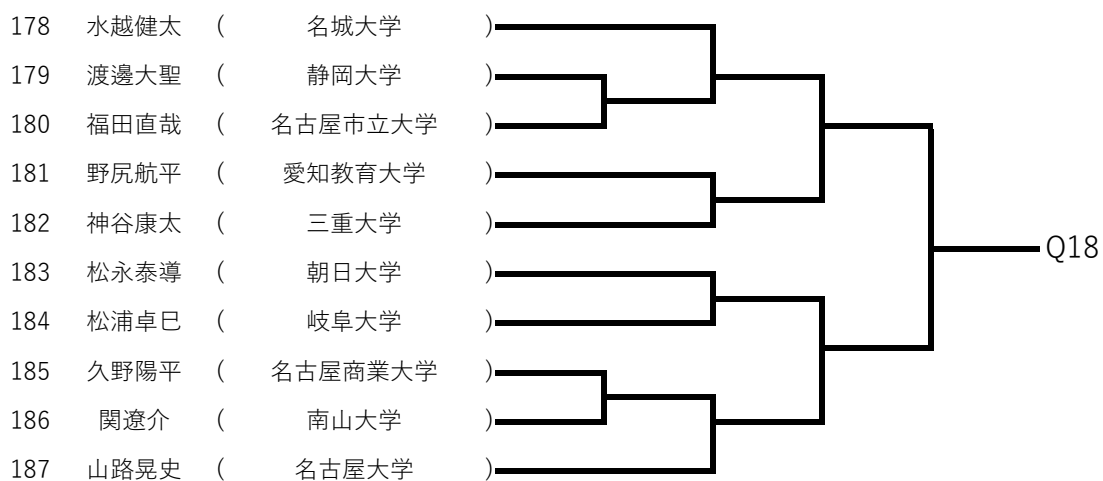 178 水越健太 ( 名城大学 )
179 渡邊大聖 ( 静岡大学 )
180 福田直哉 ( 名古屋市立大学 )
181 野尻航平 ( 愛知教育大学 )
182 神谷康太 ( 三重大学 )
Q18
183 松永泰導 ( 朝日大学 )
184 松浦卓巳 ( 岐阜大学 )
185 久野陽平 ( 名古屋商業大学 )
186 関遼介 ( 南山大学 )
187 山路晃史 ( 名古屋大学 )